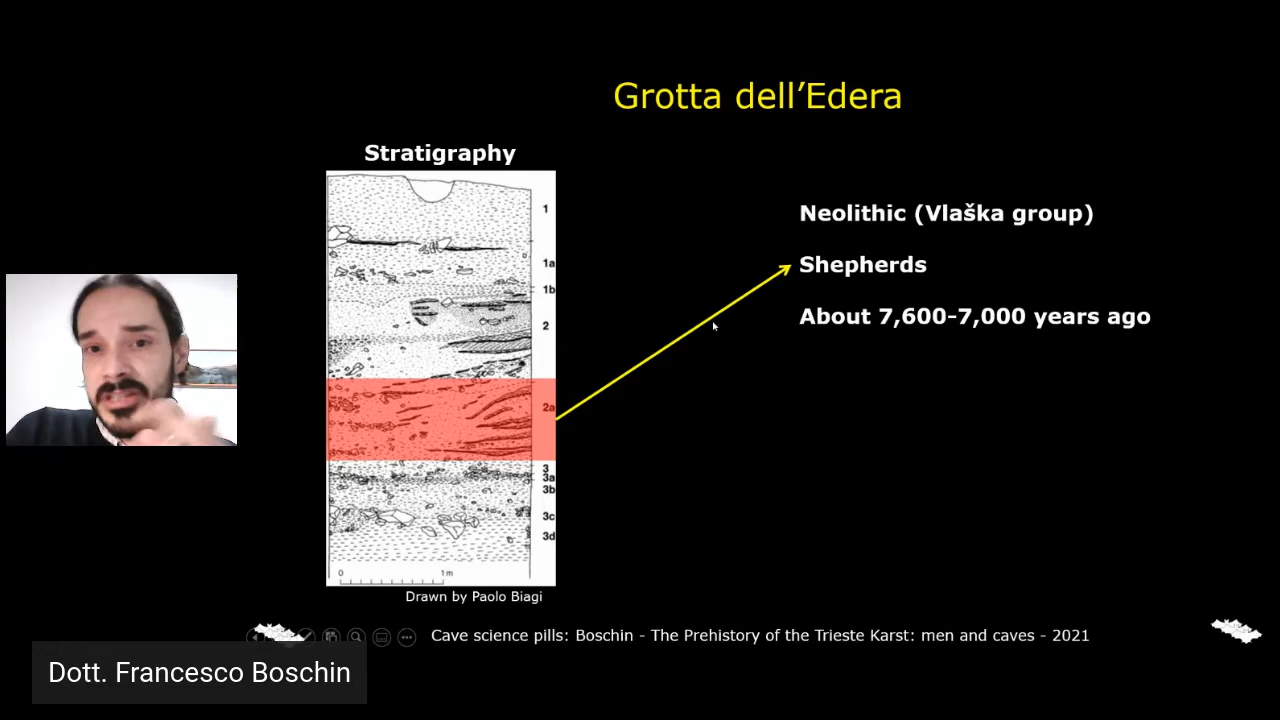 Grotta dell’Edera
Stratigraphy
1
1a
1b
2
2a
3
3a
3b
3c
3d
0 1m
Drawn by Paolo Biagi
Neolithic (Vlaška group)
Shepherds
About 7,600-7,000 years ago
Cave science pills: Boschin - The Prehistory of the Trieste Karst: men and caves - 2021
Dott. Francesco Boschin